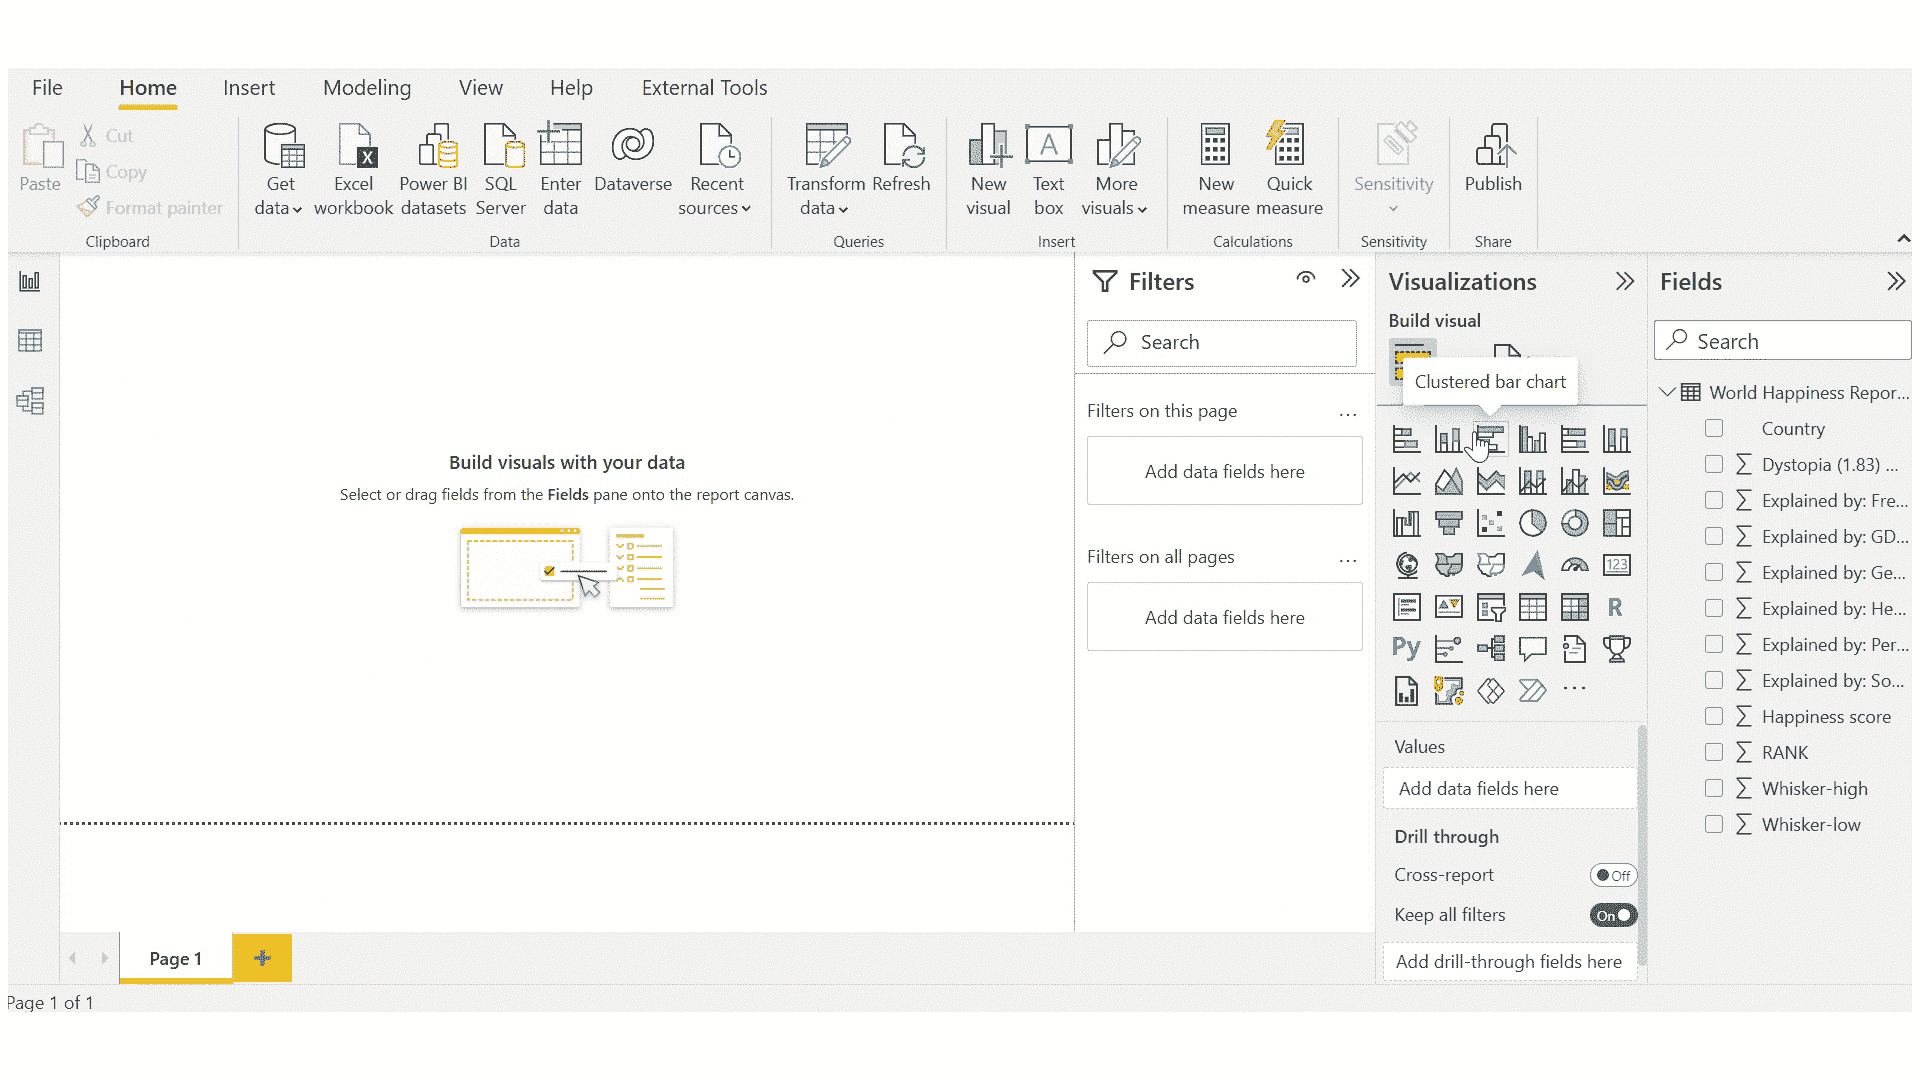 File Home Insert Modeling View Help External Tools
Paste
Cut
Copy
Format painter
Clipboard
Get
data
Excel
workbook
Power BI
datasets
SQL
Server
Enter
data
Dataverse
Recent
sources
Data
Transform
data
Refresh
Queries
New
visual
A
Text
box
More
visuals
Insert
New
measure
Quick
measure
Calculations
Sensitivity
Sensitivity
Publish
Share
Build visuals with your data
Select or drag fields from the Fields pane onto the report canvas.
Filters
Search
Filters on this page ...
Add data fields here
Filters on all pages ...
Add data fields here
Visualizations
Build visual
Clustered bar chart
123
R
Py
...
Values
Add data fields here
Drill through
Cross-report Off
Keep all filters On
Add drill-through fields here
Fields
Search
World Happiness Repor...
Country
∑ Dystopia (1.83) ...
∑ Explained by: Fre...
∑ Explained by: GD...
∑ Explained by: Ge...
∑ Explained by: He...
∑ Explained by: Per...
∑ Explained by: So...
∑ Happiness score
∑ RANK
∑ Whisker-high
∑ Whisker-low
Page 1
Page 1 of 1